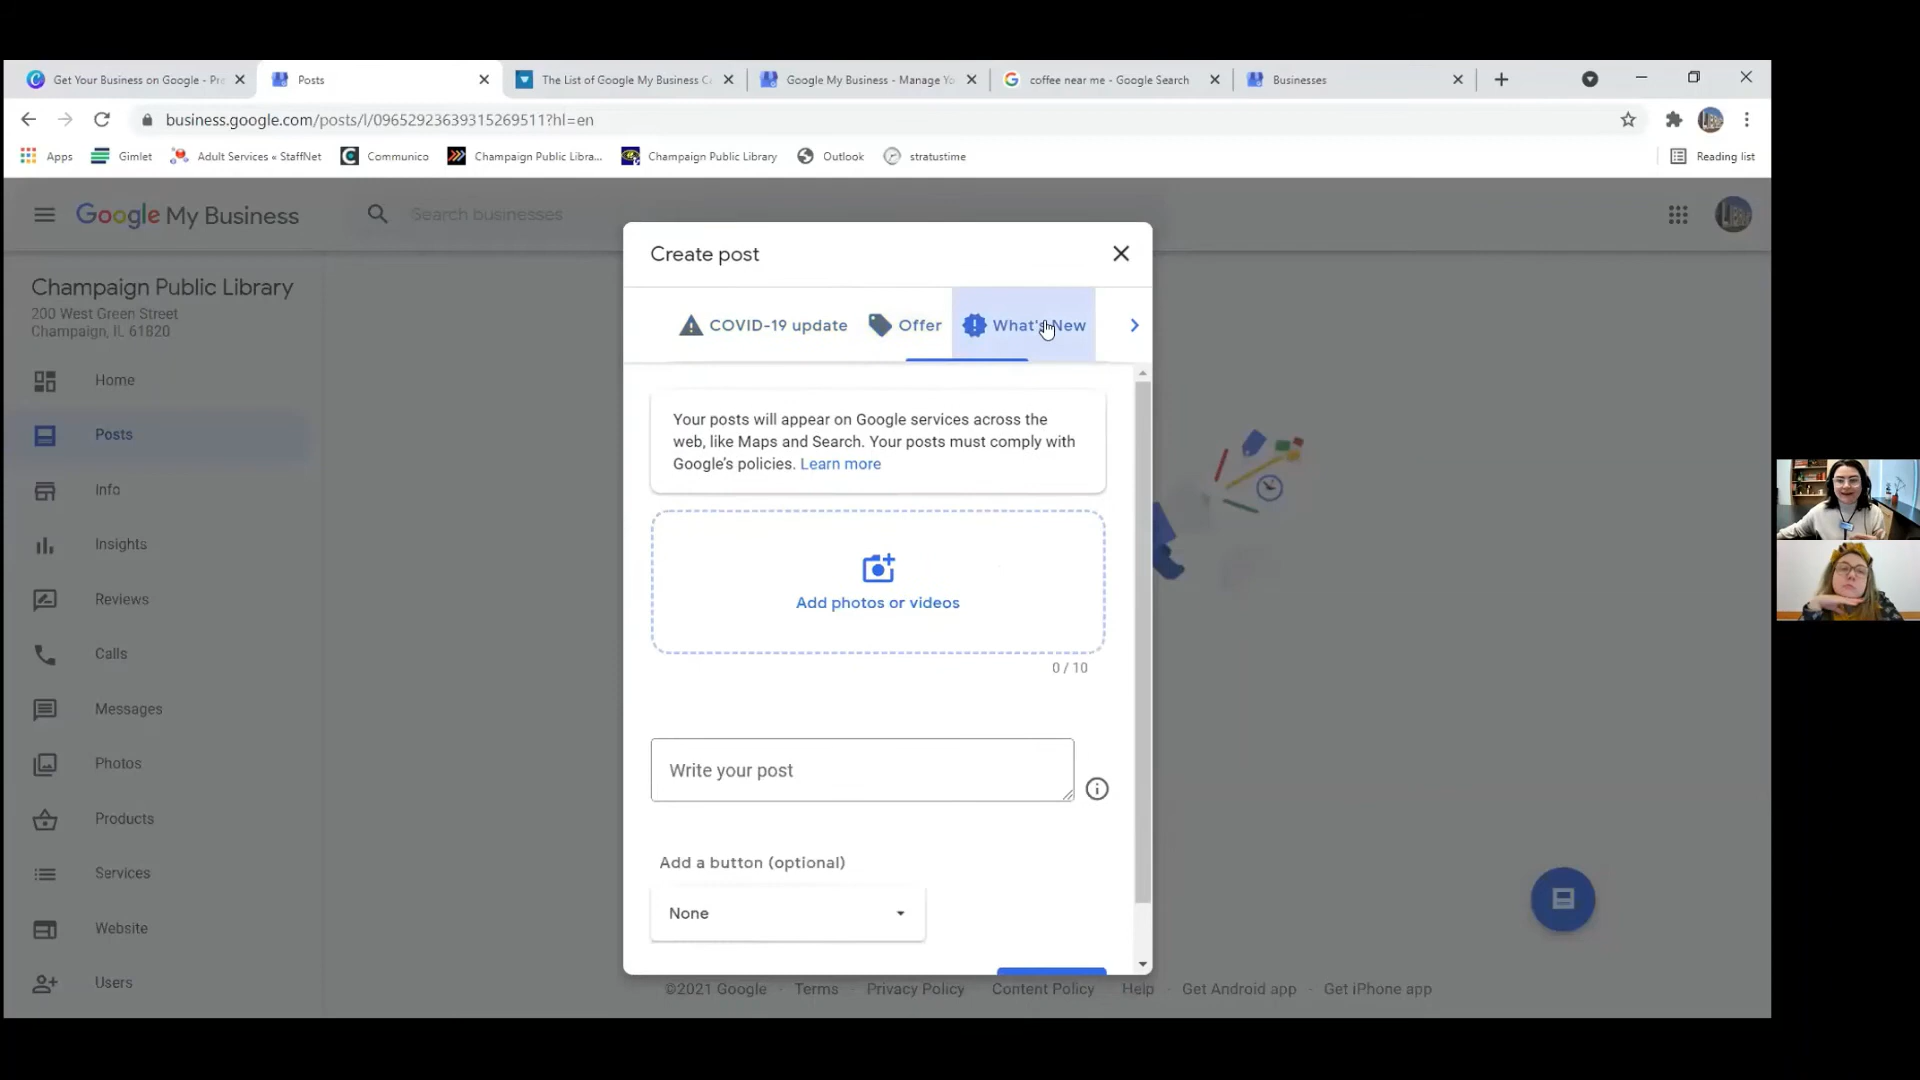 Get Your Business on Google - Pr
Posts
The List of Google My Business C
Google My Business - Manage Yo
coffee near me - Google Search
Businesses
business.google.com/posts/l/09652923639315269511?hl=en
Apps
Gimlet
Adult Services « StaffNet
Communico
Champaign Public Libra...
Champaign Public Library
Outlook
stratustime
Reading list
Google My Business
Search businesses
Champaign Public Library
200 West Green Street
Champaign, IL 61820
Home
Posts
Info
Insights
Reviews
Calls
Messages
Photos
Products
Services
Website
Users
Create post
COVID-19 update
Offer
What's New
Your posts will appear on Google services across the
web, like Maps and Search. Your posts must comply with
Google's policies. Learn more
Add photos or videos
0 / 10
Write your post
Add a button (optional)
None
©2021 Google
Terms
Privacy Policy
Content Policy
Help
Get Android app
Get iPhone app